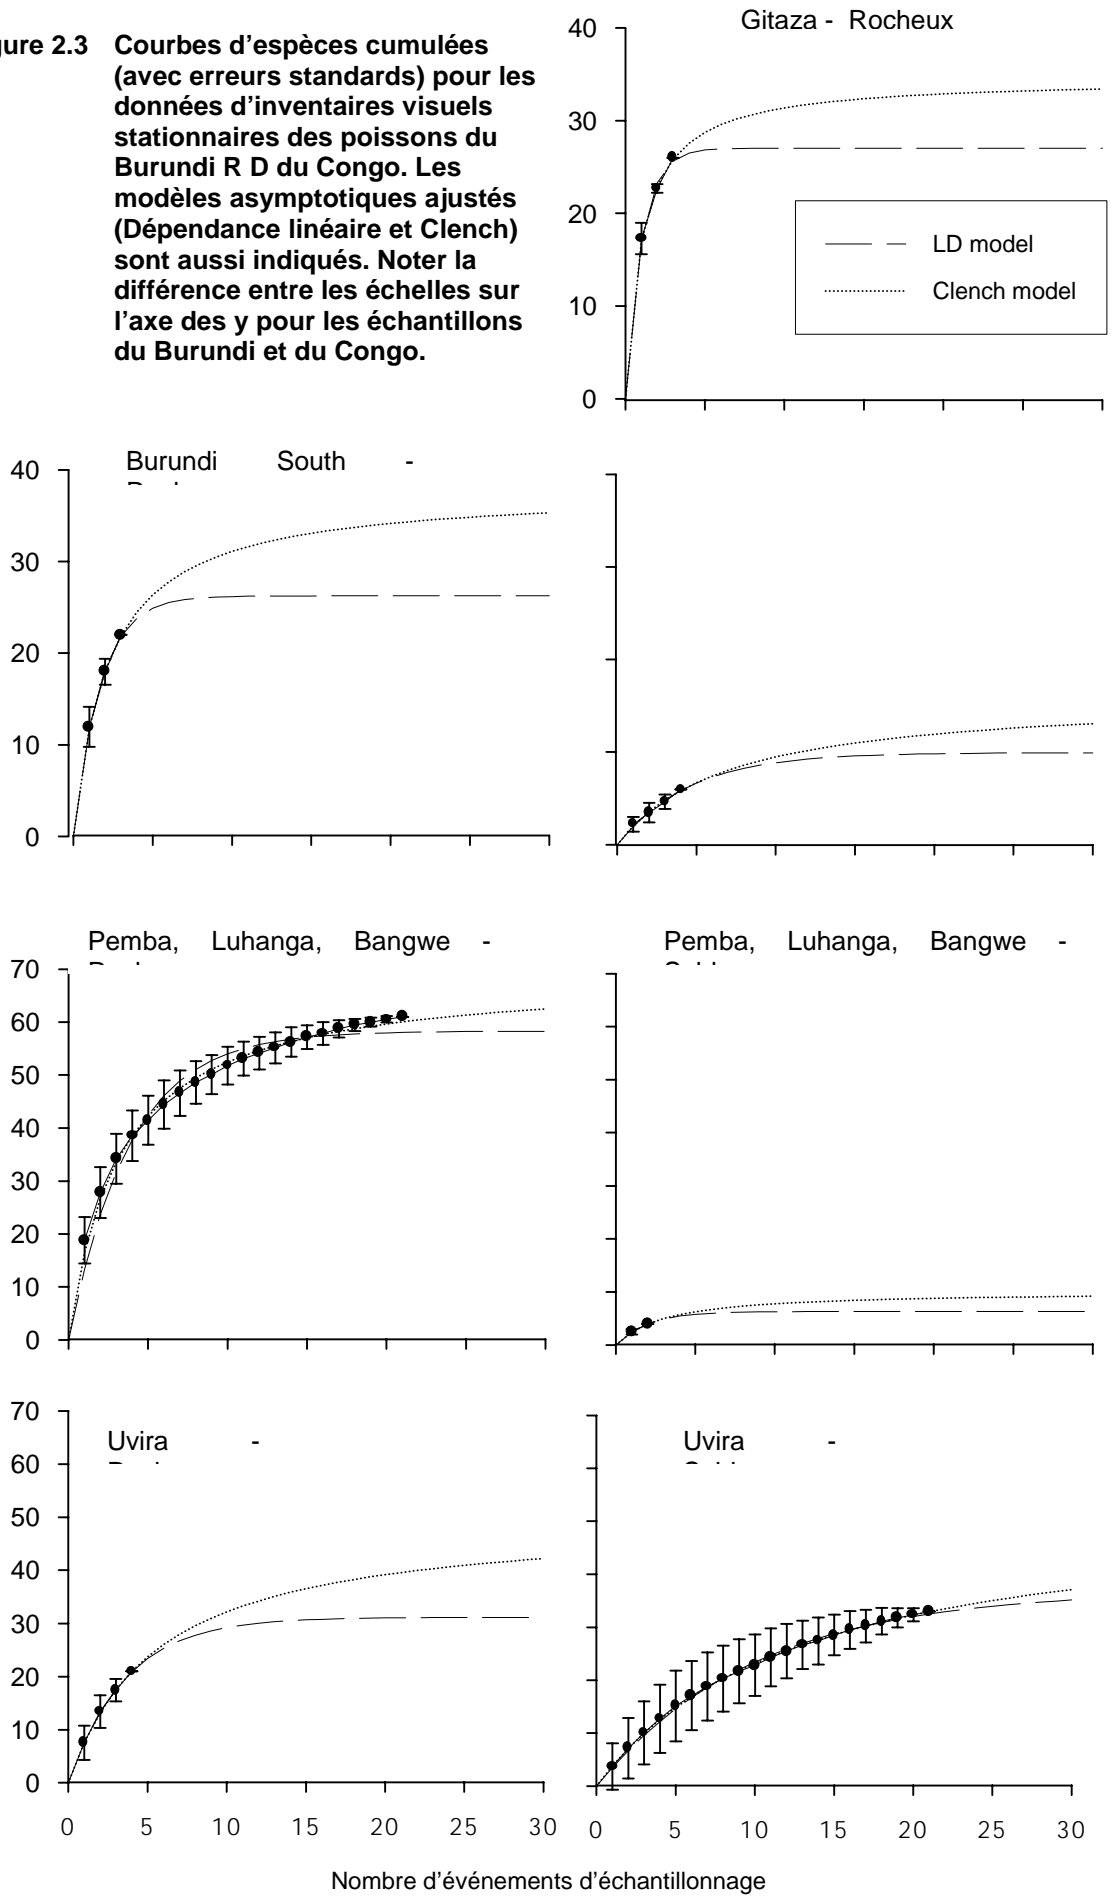 gure 2.3 Courbes d'espèces cumulées
(avec erreurs standards) pour les
données d'inventaires visuels
stationnaires des poissons du
Burundi R D du Congo. Les
modèles asymptotiques ajustés
(Dépendance linéaire et Clench)
sont aussi indiqués. Noter la
différence entre les échelles sur
l'axe des y pour les échantillons
du Burundi et du Congo.
Gitaza - Rocheux
40
30
20
10
0
LD model
Clench model
Burundi South -
40
30
20
10
0
Pemba, Luhanga, Bangwe -
70
60
50
40
30
20
10
0
Pemba, Luhanga, Bangwe -
Uvira -
70
60
50
40
30
20
10
0
0 5 10 15 20 25 30
Uvira -
0 5 10 15 20 25 30
Nombre d'événements d'échantillonnage